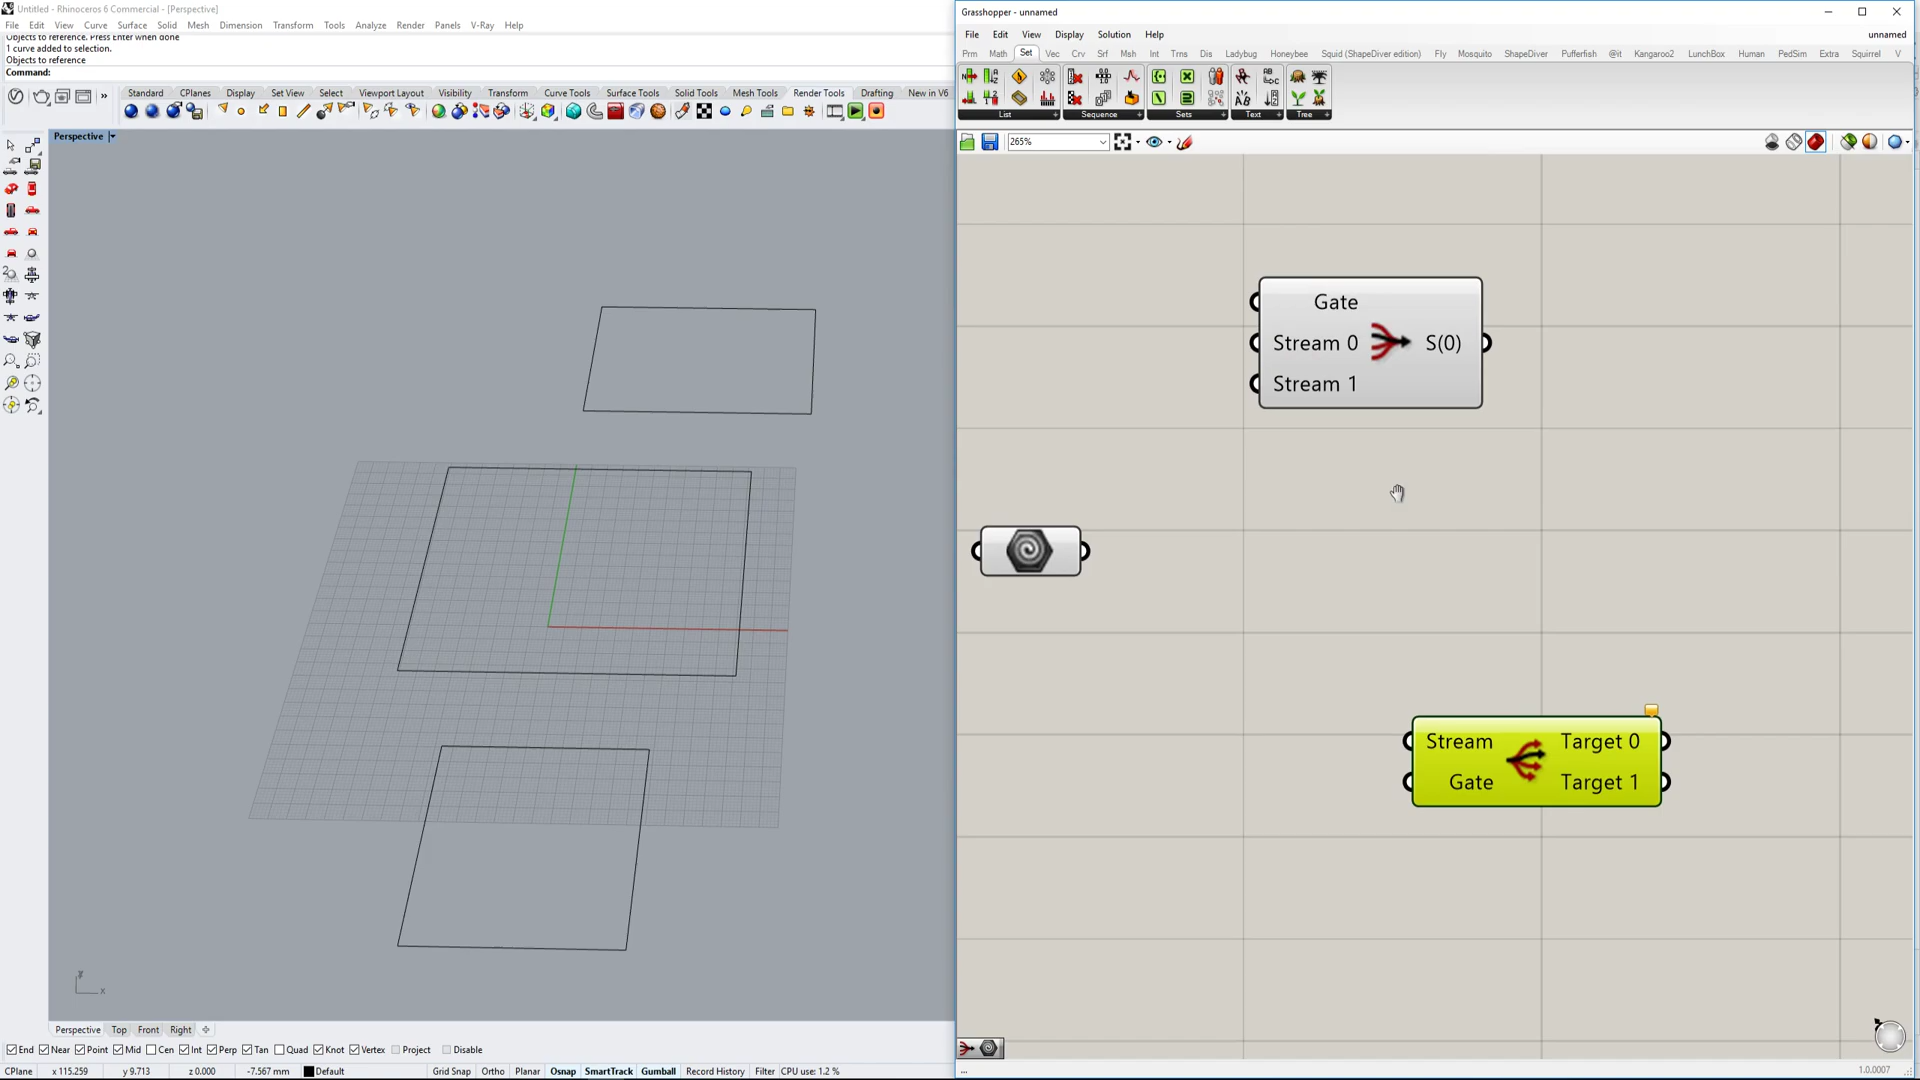 Untitled - Rhinoceros 6 Commercial - [Perspective]
File Edit View Curve Surface Solid Mesh Dimension Transform Tools Analyze Render Panels V-Ray Help
Objects to reference. Press Enter when done
1 curve added to selection.
Objects to reference
Command:
Standard CPlanes Display Set View Select Viewport Layout Visibility Transform Curve Tools Surface Tools Solid Tools Mesh Tools Render Tools Drafting New in V6
Perspective
x
Perspective Top Front Right
End Near Point Mid Cen Int Perp Tan Quad Knot Vertex Project Disable
CPlane x 115.259 y 9.713 z 0.000 -7.567 mm Default Grid Snap Ortho Planar Osnap SmartTrack Gumball Record History Filter CPU use: 1.2 %
Grasshopper - unnamed
File Edit View Display Solution Help unnamed
Prm Math Set Vec Crv Srf Msh Int Trns Dis Ladybug Honeybee Squid (ShapeDiver edition) Fly Mosquito ShapeDiver Pufferfish @it Kangaroo2 LunchBox Human PedSim Extra Squirrel V
List Sequence Sets Text Tree
265%
Gate
Stream 0 S(0)
Stream 1
Stream Target 0
Gate Target 1
...
1.0.0007